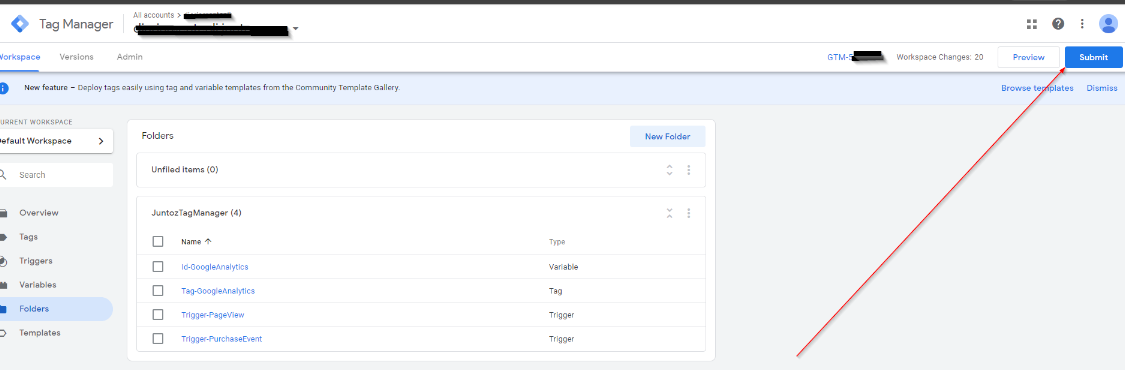 Tag Manager
All accounts >
Workspace Versions Admin
GTM-5 Workspace Changes: 20 Preview Submit
New feature – Deploy tags easily using tag and variable templates from the Community Template Gallery. Browse templates Dismiss
CURRENT WORKSPACE
Default Workspace
Search
Overview
Tags
Triggers
Variables
Folders
Templates
Folders New Folder
Unfiled Items (0)
JuntozTagManager (4)
Name Type
Id-GoogleAnalytics Variable
Tag-GoogleAnalytics Tag
Trigger-PageView Trigger
Trigger-PurchaseEvent Trigger